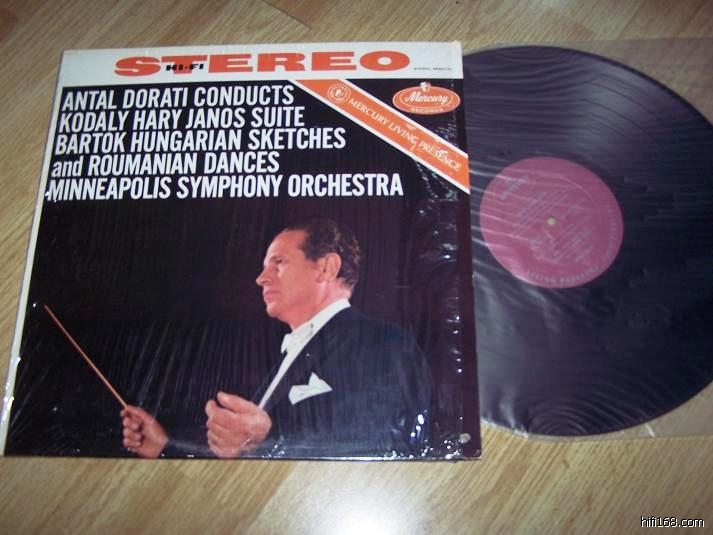 STEREO
HI-FI
ANTAL DORATI CONDUCTS
KODALY HARY JANOS SUITE
BARTOK HUNGARIAN SKETCHES
and ROUMANIAN DANCES
MINNEAPOLIS SYMPHONY ORCHESTRA
Mercury
RECORDS
MERCURY LIVING PRESENCE
hifi168.com